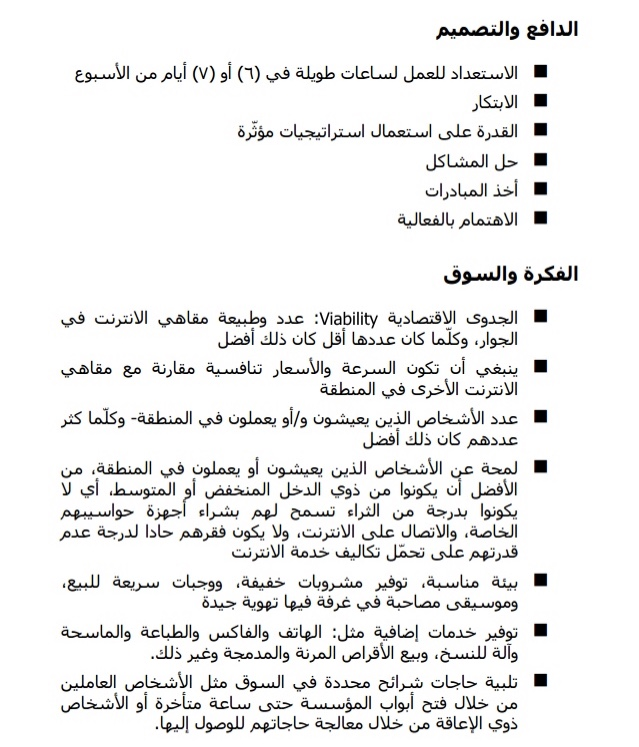 الدافع والتصميم
■ الاستعداد للعمل لساعات طويلة في (٦) أو (٧) أيام من الأسبوع
■ الابتكار
■ القدرة على استعمال استراتيجيات مؤثّرة
■ حل المشاكل
■ أخذ المبادرات
■ الاهتمام بالفعالية
الفكرة والسوق
■ الجدوى الاقتصادية Viability: عدد وطبيعة مقاهي الانترنت في
الجوار، وكلّما كان عددها أقل كان ذلك أفضل
■ ينبغي أن تكون السرعة والأسعار تنافسية مقارنة مع مقاهي
الانترنت الأخرى في المنطقة
■ عدد الأشخاص الذين يعيشون و/أو يعملون في المنطقة- وكلّما كثر
عددهم كان ذلك أفضل
■ لمحة عن الأشخاص الذين يعيشون أو يعملون في المنطقة، من
الأفضل أن يكونوا من ذوي الدخل المنخفض أو المتوسط، أي لا
يكونوا بدرجة من الثراء تسمح لهم بشراء أجهزة حواسيبهم
الخاصة، والاتصال على الانترنت، ولا يكون فقرهم حادا لدرجة عدم
قدرتهم على تحمّل تكاليف خدمة الانترنت
■ بيئة مناسبة، توفير مشروبات خفيفة، ووجبات سريعة للبيع،
وموسيقى مصاحبة في غرفة فيها تهوية جيدة
■ توفير خدمات إضافية مثل: الهاتف والفاكس والطباعة والماسحة
وآلة للنسخ، وبيع الأقراص المرنة والمدمجة وغير ذلك.
■ تلبية حاجات شرائح محددة في السوق مثل الأشخاص العاملين
من خلال فتح أبواب المؤسسة حتى ساعة متأخرة أو الأشخاص
ذوي الإعاقة من خلال معالجة حاجاتهم للوصول إليها.